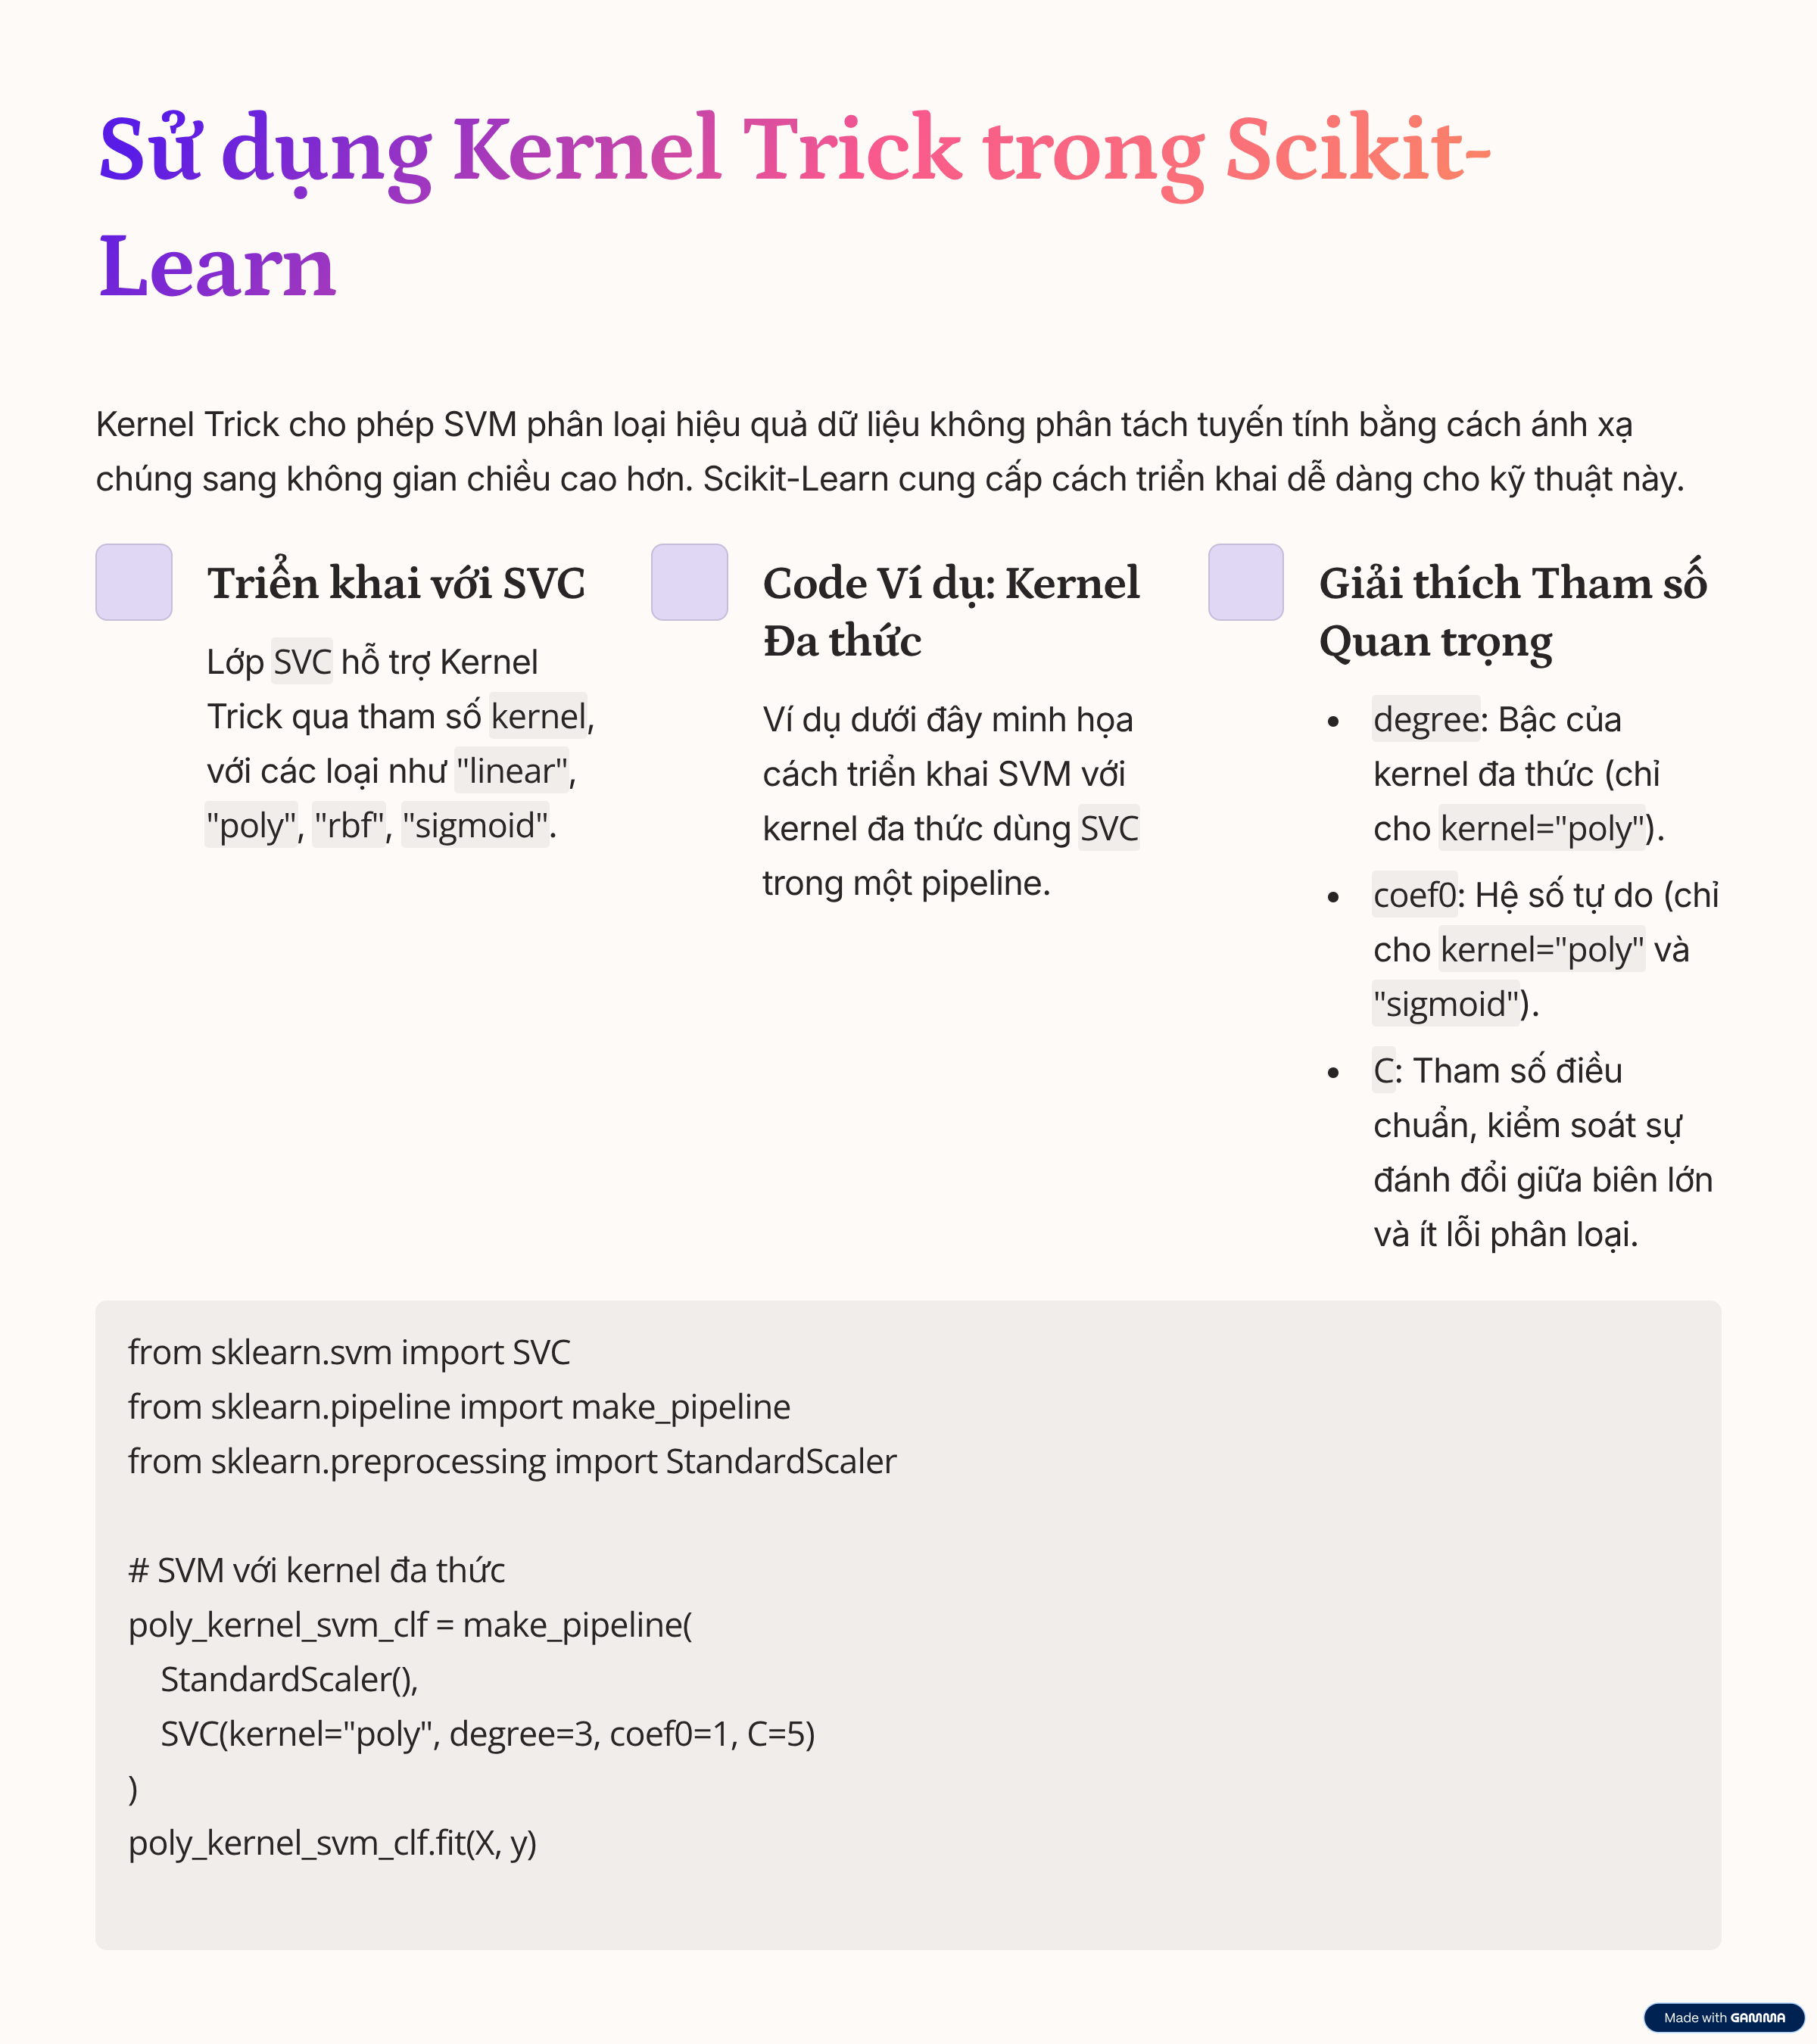 Sử dụng Kernel Trick trong Scikit-
Learn
Kernel Trick cho phép SVM phân loại hiệu quả dữ liệu không phân tách tuyến tính bằng cách ánh xạ
chúng sang không gian chiều cao hơn. Scikit-Learn cung cấp cách triển khai dễ dàng cho kỹ thuật này.
Triển khai với SVC
Lớp SVC hỗ trợ Kernel
Trick qua tham số kernel,
với các loại như "linear",
"poly", "rbf", "sigmoid".
Code Ví dụ: Kernel
Đa thức
Ví dụ dưới đây minh họa
cách triển khai SVM với
kernel đa thức dùng SVC
trong một pipeline.
Giải thích Tham số
Quan trọng
• degree: Bậc của
kernel đa thức (chỉ
cho kernel="poly").
• coef0: Hệ số tự do (chỉ
cho kernel="poly" và
"sigmoid").
• C: Tham số điều
chuẩn, kiểm soát sự
đánh đổi giữa biên lớn
và ít lỗi phân loại.
from sklearn.svm import SVC
from sklearn.pipeline import make_pipeline
from sklearn.preprocessing import StandardScaler

# SVM với kernel đa thức
poly_kernel_svm_clf = make_pipeline(
    StandardScaler(),
    SVC(kernel="poly", degree=3, coef0=1, C=5)
)
poly_kernel_svm_clf.fit(X, y)
Made with GAMMA